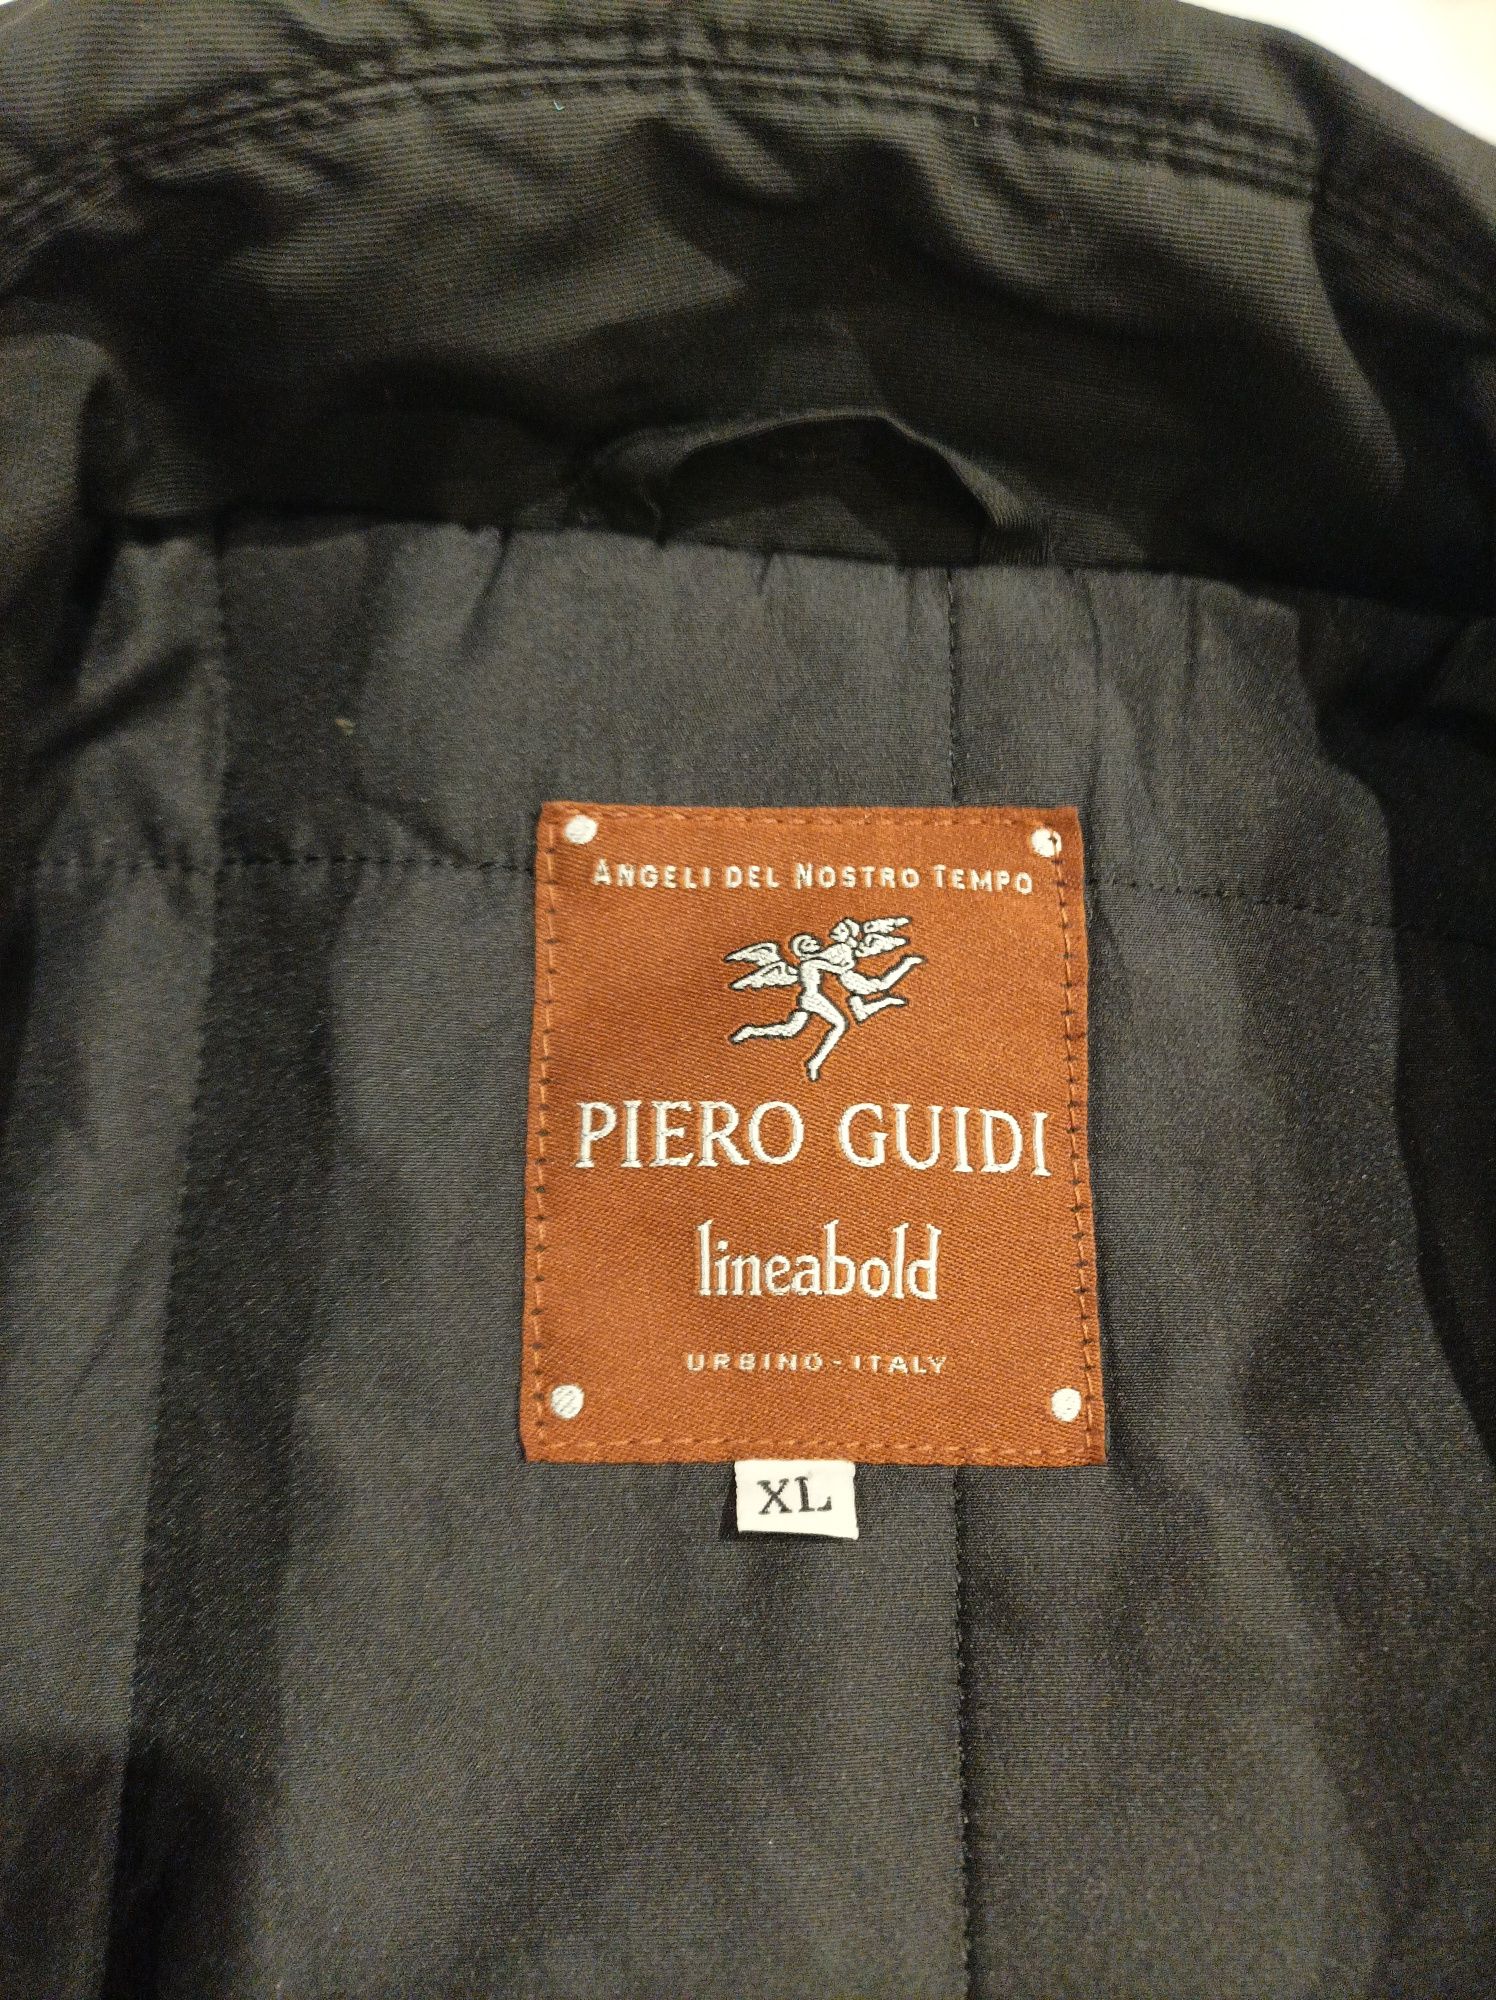 ANGELI DEL NOSTRO TEMPO
PIERO GUIDI
lineabold
URBINO - ITALY
XL